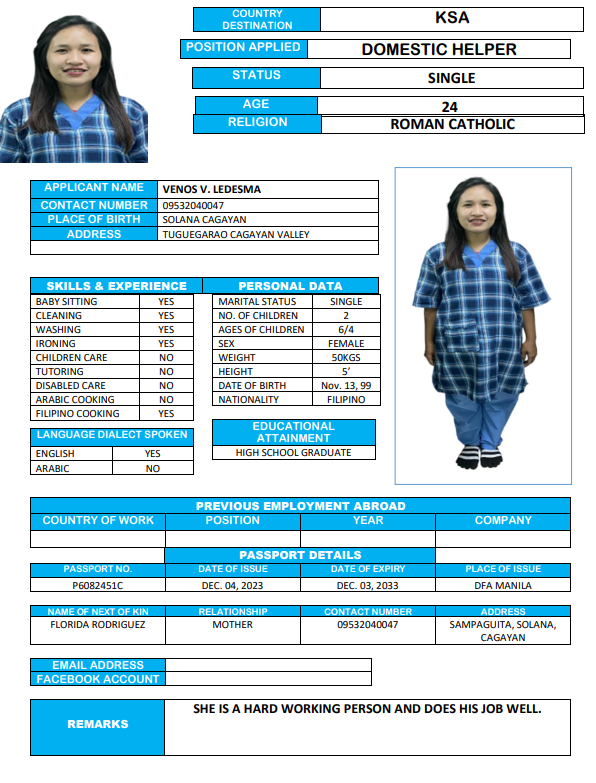 COUNTRY DESTINATION KSA
POSITION APPLIED DOMESTIC HELPER
STATUS SINGLE
AGE 24
RELIGION ROMAN CATHOLIC
APPLICANT NAME VENOS V. LEDESMA
CONTACT NUMBER 09532040047
PLACE OF BIRTH SOLANA CAGAYAN
ADDRESS TUGUEGARAO CAGAYAN VALLEY
SKILLS & EXPERIENCE
BABY SITTING YES
CLEANING YES
WASHING YES
IRONING YES
CHILDREN CARE NO
TUTORING NO
DISABLED CARE NO
ARABIC COOKING NO
FILIPINO COOKING YES
LANGUAGE DIALECT SPOKEN
ENGLISH YES
ARABIC NO
PERSONAL DATA
MARITAL STATUS SINGLE
NO. OF CHILDREN 2
AGES OF CHILDREN 6/4
SEX FEMALE
WEIGHT 50KGS
HEIGHT 5’
DATE OF BIRTH Nov. 13, 99
NATIONALITY FILIPINO
EDUCATIONAL
ATTAINMENT
HIGH SCHOOL GRADUATE
PREVIOUS EMPLOYMENT ABROAD
COUNTRY OF WORK POSITION YEAR COMPANY
PASSPORT DETAILS
PASSPORT NO. DATE OF ISSUE DATE OF EXPIRY PLACE OF ISSUE
P6082451C DEC. 04, 2023 DEC. 03, 2033 DFA MANILA
NAME OF NEXT OF KIN RELATIONSHIP CONTACT NUMBER ADDRESS
FLORIDA RODRIGUEZ MOTHER 09532040047 SAMPAGUITA, SOLANA,
CAGAYAN
EMAIL ADDRESS
FACEBOOK ACCOUNT
REMARKS SHE IS A HARD WORKING PERSON AND DOES HIS JOB WELL.